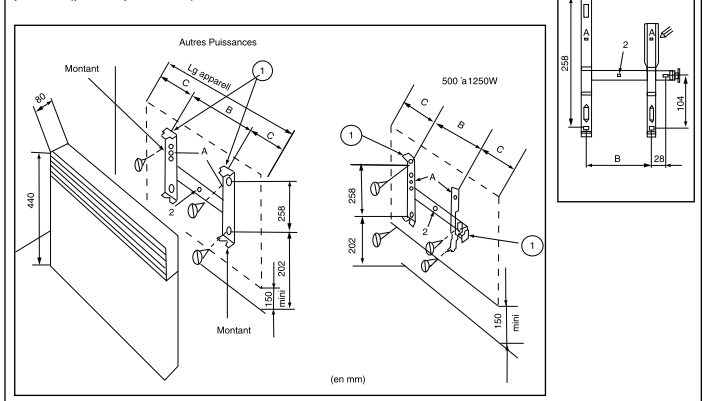 Autres Puissances
Montant
Lg appareil
1
C
B
C
80
A
440
2
258
202
150
mini
Montant
500 'a1250W
C
B
C
1
A
258
2
202
1
150
mini
(en mm)
A
A
2
258
104
B
28